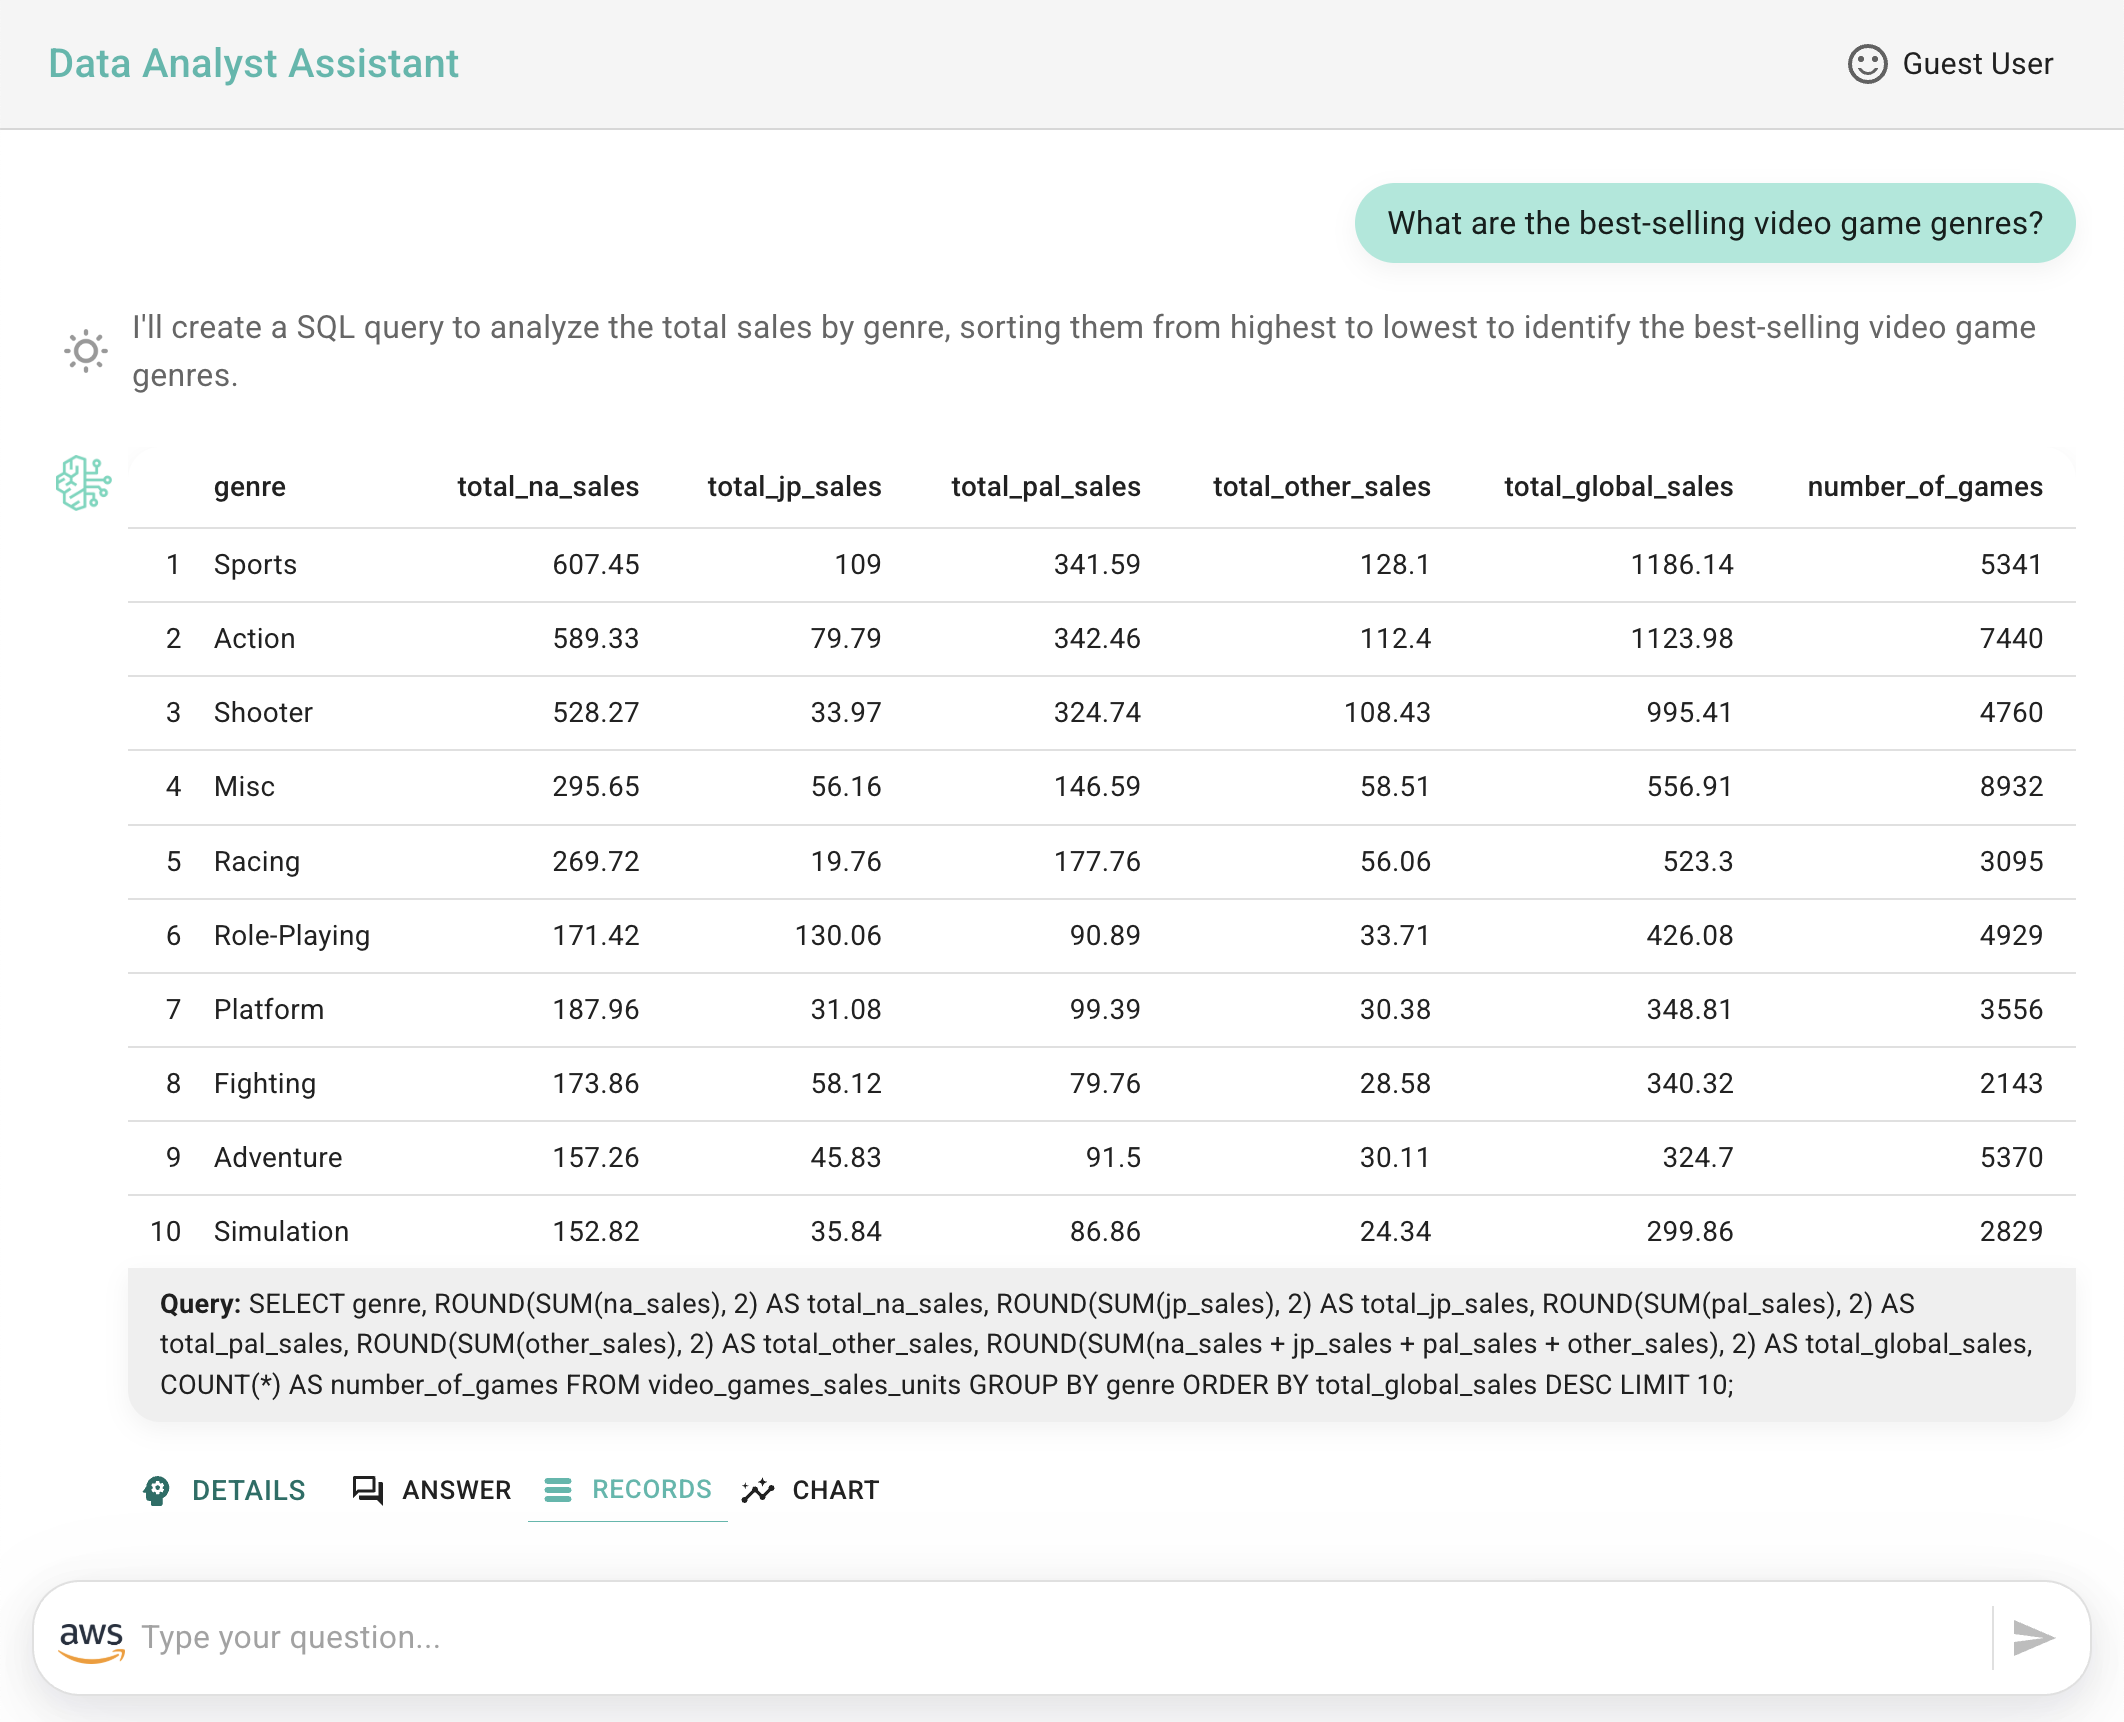 Data Analyst Assistant
Guest User
What are the best-selling video game genres?
I'll create a SQL query to analyze the total sales by genre, sorting them from highest to lowest to identify the best-selling video game
genres.
genre total_na_sales total_jp_sales total_pal_sales total_other_sales total_global_sales number_of_games
1 Sports 607.45 109 341.59 128.1 1186.14 5341
2 Action 589.33 79.79 342.46 112.4 1123.98 7440
3 Shooter 528.27 33.97 324.74 108.43 995.41 4760
4 Misc 295.65 56.16 146.59 58.51 556.91 8932
5 Racing 269.72 19.76 177.76 56.06 523.3 3095
6 Role-Playing 171.42 130.06 90.89 33.71 426.08 4929
7 Platform 187.96 31.08 99.39 30.38 348.81 3556
8 Fighting 173.86 58.12 79.76 28.58 340.32 2143
9 Adventure 157.26 45.83 91.5 30.11 324.7 5370
10 Simulation 152.82 35.84 86.86 24.34 299.86 2829
Query: SELECT genre, ROUND(SUM(na_sales), 2) AS total_na_sales, ROUND(SUM(jp_sales), 2) AS total_jp_sales, ROUND(SUM(pal_sales), 2) AS
total_pal_sales, ROUND(SUM(other_sales), 2) AS total_other_sales, ROUND(SUM(na_sales + jp_sales + pal_sales + other_sales), 2) AS total_global_sales,
COUNT(*) AS number_of_games FROM video_games_sales_units GROUP BY genre ORDER BY total_global_sales DESC LIMIT 10;
DETAILS ANSWER RECORDS CHART
aws Type your question...